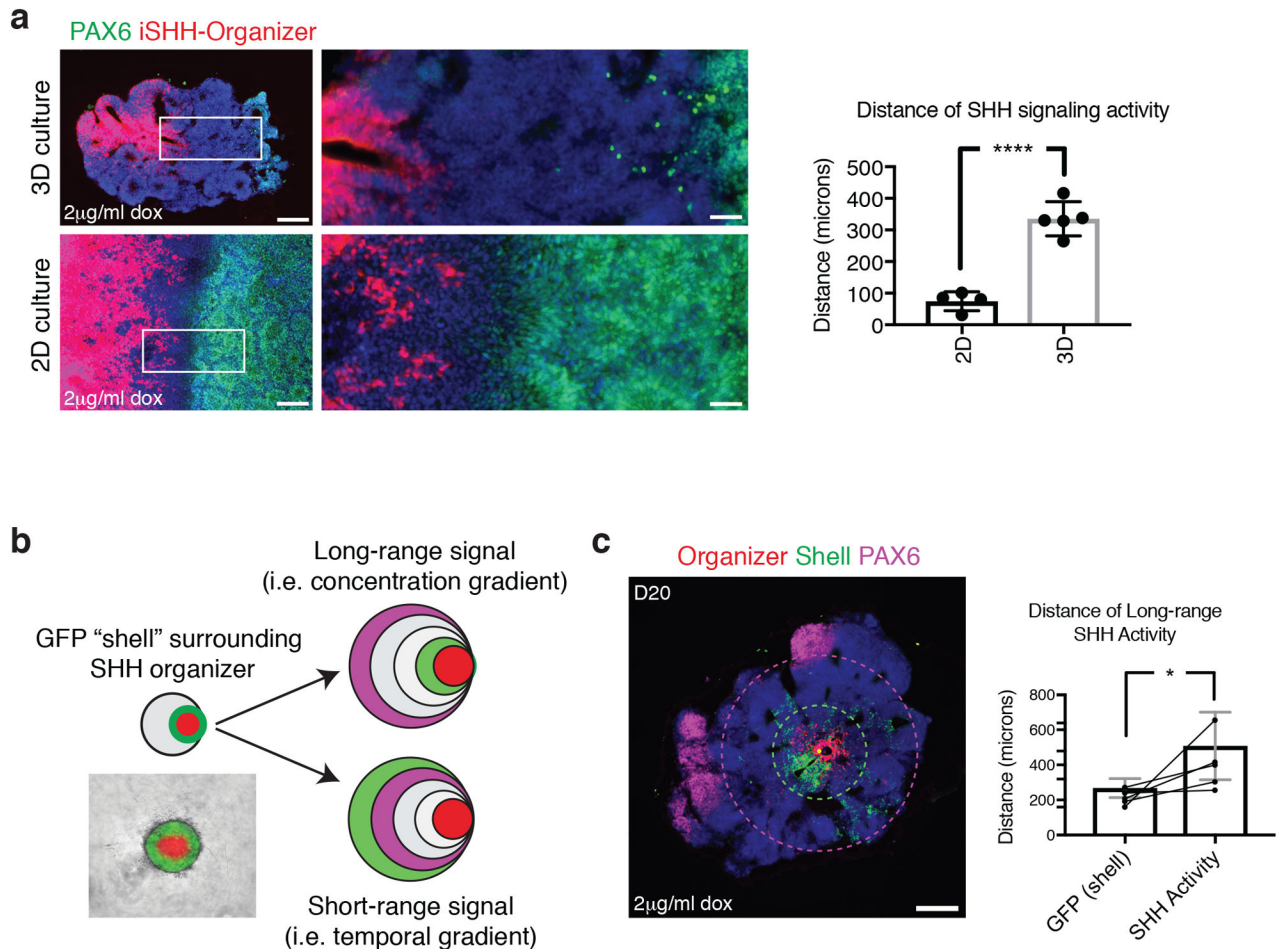 a
PAX6 iSHH-Organizer
3D culture
2μg/ml dox
2D culture
2μg/ml dox
Distance of SHH signaling activity
****
Distance (microns)
500
400
300
200
100
0
2D
3D
b
GFP “shell” surrounding
SHH organizer
Long-range signal
(i.e. concentration gradient)
Short-range signal
(i.e. temporal gradient)
c
Organizer Shell PAX6
D20
2μg/ml dox
Distance of Long-range
SHH Activity
*
Distance (microns)
800
600
400
200
0
GFP (shell)
SHH Activity